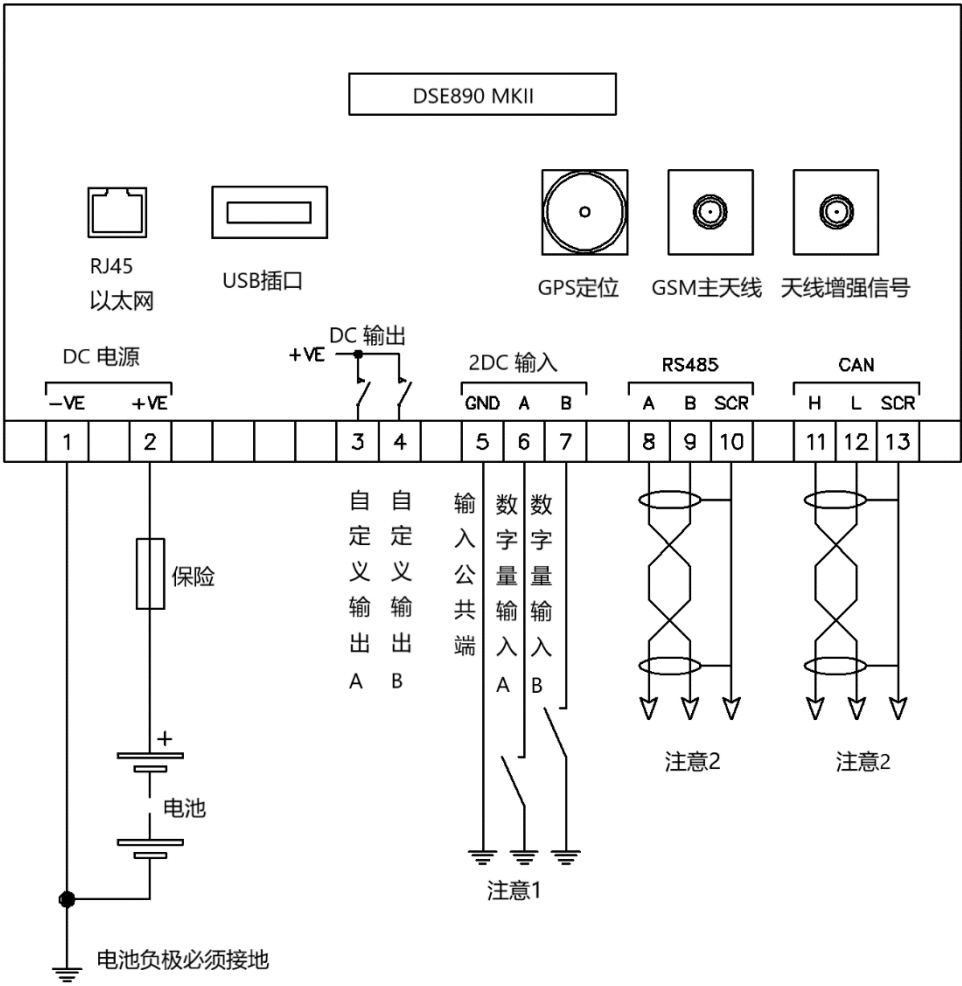 DSE890 MKII
RJ45
以太网
USB插口
GPS定位
GSM主天线
天线增强信号
DC 电源
DC 输出
+VE
2DC 输入
RS485
CAN
-VE
+VE
GND
A
B
A
B
SCR
H
L
SCR
1
2
3
4
5
6
7
8
9
10
11
12
13
自定义输出A
自定义输出B
输入公共端
数字量输入A
数字量输入B
保险
+
电池
注意1
注意2
注意2
电池负极必须接地